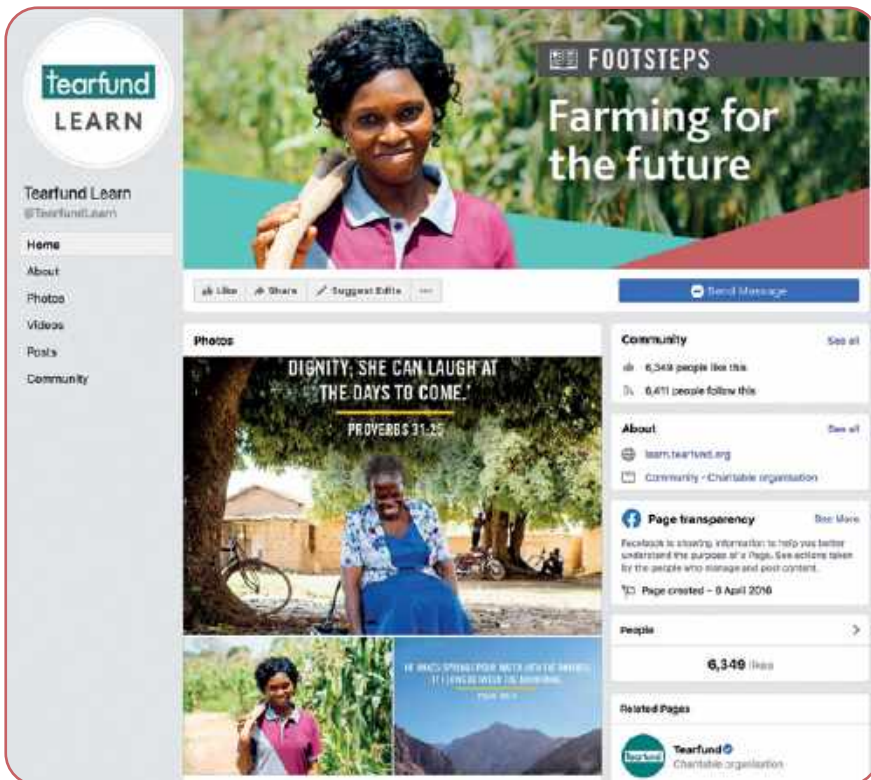 tearfund
LEARN
Tearfund Learn
@TearfundLearn
Home
About
Photos
Videos
Posts
Community
FOOTSTEPS
Farming for
the future
Like Share Suggest Edits ...
Send Message
Photos
DIGNITY; SHE CAN LAUGH AT
THE DAYS TO COME.'
PROVERBS 31:25
Community See all
6,349 people like this
6,411 people follow this
About See all
learn.tearfund.org
Community · Charitable organisation
Page transparency See More
Facebook is showing information to help you better
understand the purpose of a Page. See actions taken
by the people who manage and post content.
Page created – 6 April 2016
People
6,349 likes
Related Pages
tearfund
Tearfund
Charitable organisation